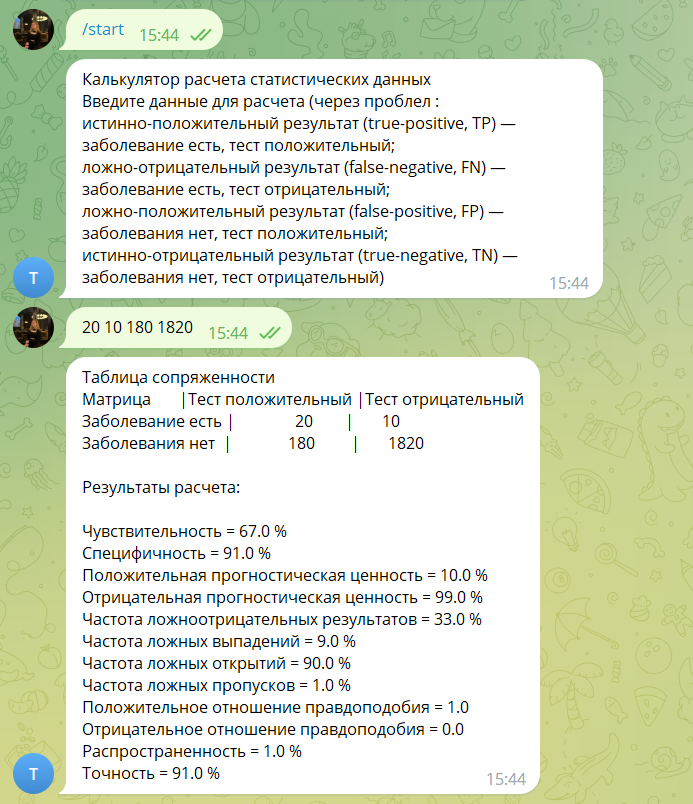 /start 15:44
Калькулятор расчета статистических данных
Введите данные для расчета (через проблел :
истинно-положительный результат (true-positive, TP) —
заболевание есть, тест положительный;
ложно-отрицательный результат (false-negative, FN) —
заболевание есть, тест отрицательный;
ложно-положительный результат (false-positive, FP) —
заболевания нет, тест положительный;
истинно-отрицательный результат (true-negative, TN) —
заболевания нет, тест отрицательный)
15:44
T
20 10 180 1820 15:44
Таблица сопряженности
Матрица |Тест положительный |Тест отрицательный
Заболевание есть | 20 | 10
Заболевания нет | 180 | 1820
Результаты расчета:
Чувствительность = 67.0 %
Специфичность = 91.0 %
Положительная прогностическая ценность = 10.0 %
Отрицательная прогностическая ценность = 99.0 %
Частота ложноотрицательных результатов = 33.0 %
Частота ложных выпадений = 9.0 %
Частота ложных открытий = 90.0 %
Частота ложных пропусков = 1.0 %
Положительное отношение правдоподобия = 1.0
Отрицательное отношение правдоподобия = 0.0
Распространенность = 1.0 %
Точность = 91.0 %
15:44
T